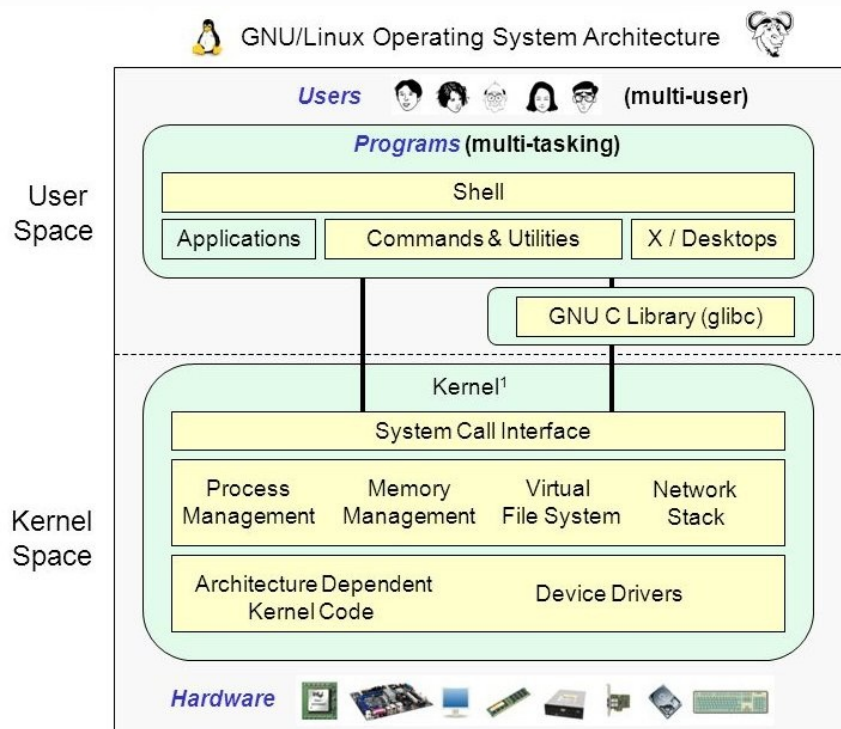 GNU/Linux Operating System Architecture
Users (multi-user)
Programs (multi-tasking)
User
Space
Shell
Applications
Commands & Utilities
X / Desktops
GNU C Library (glibc)
Kernel¹
System Call Interface
Kernel
Space
Process
Management
Memory
Management
Virtual
File System
Network
Stack
Architecture Dependent
Kernel Code
Device Drivers
Hardware